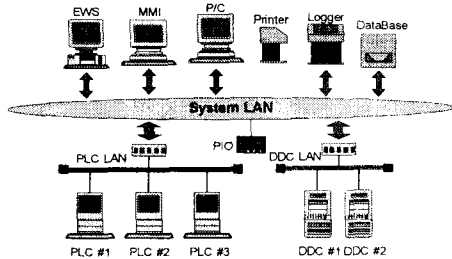 EWS MMI P/C Printer Logger DataBase
System LAN
PIO
PLC LAN DDC LAN
PLC #1 PLC #2 PLC #3 DDC #1 DDC #2